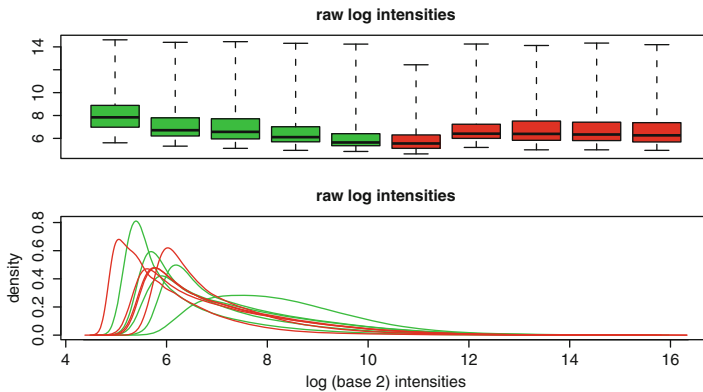 raw log intensities
14
10
8
6
raw log intensities
density
0.8
0.6
0.4
0.2
0.0
4 6 8 10 12 14 16
log (base 2) intensities